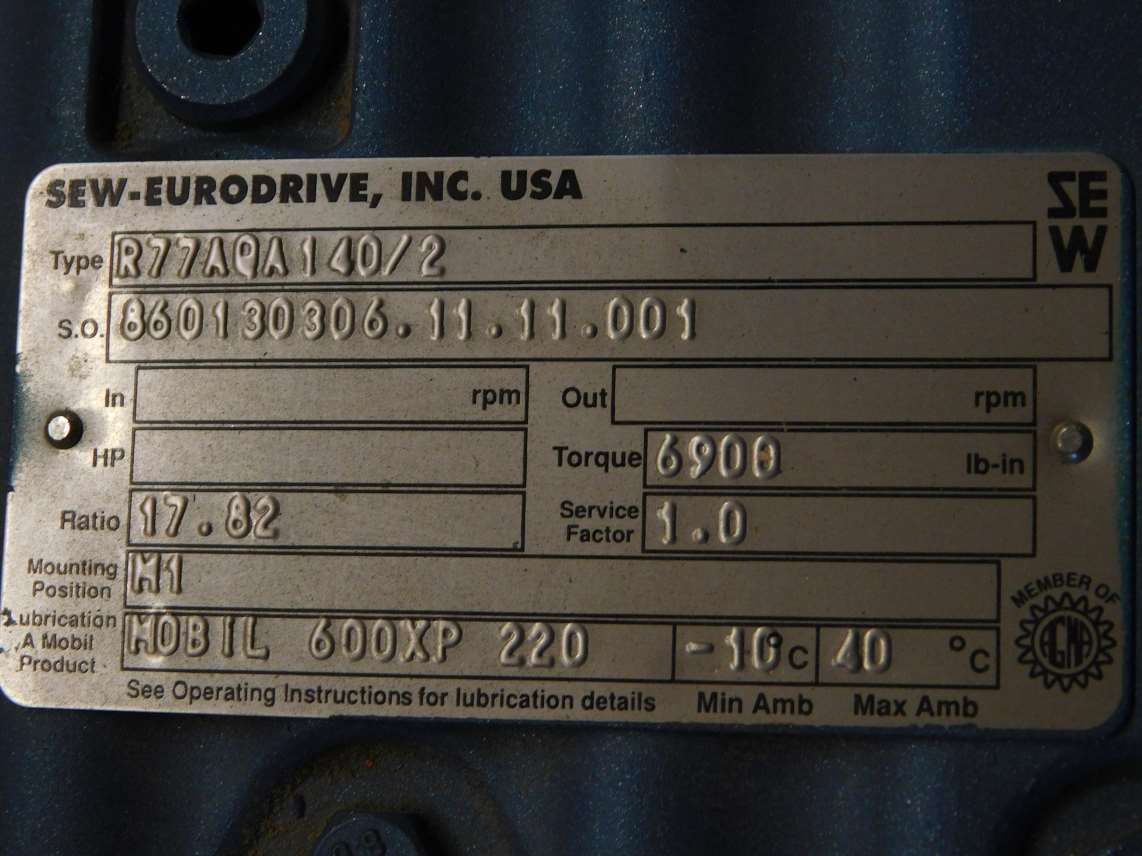 SEW-EURODRIVE, INC. USA
SE
W
Type R77AQA140/2
S.O. 860130306.11.11.001
In rpm Out rpm
HP Torque 6900 lb-in
Ratio 17.82 Service Factor 1.0
Mounting Position M1
Lubrication A Mobil Product MOBIL 600XP 220 -10°C 40 °C
See Operating Instructions for lubrication details Min Amb Max Amb
MEMBER OF
AGMA